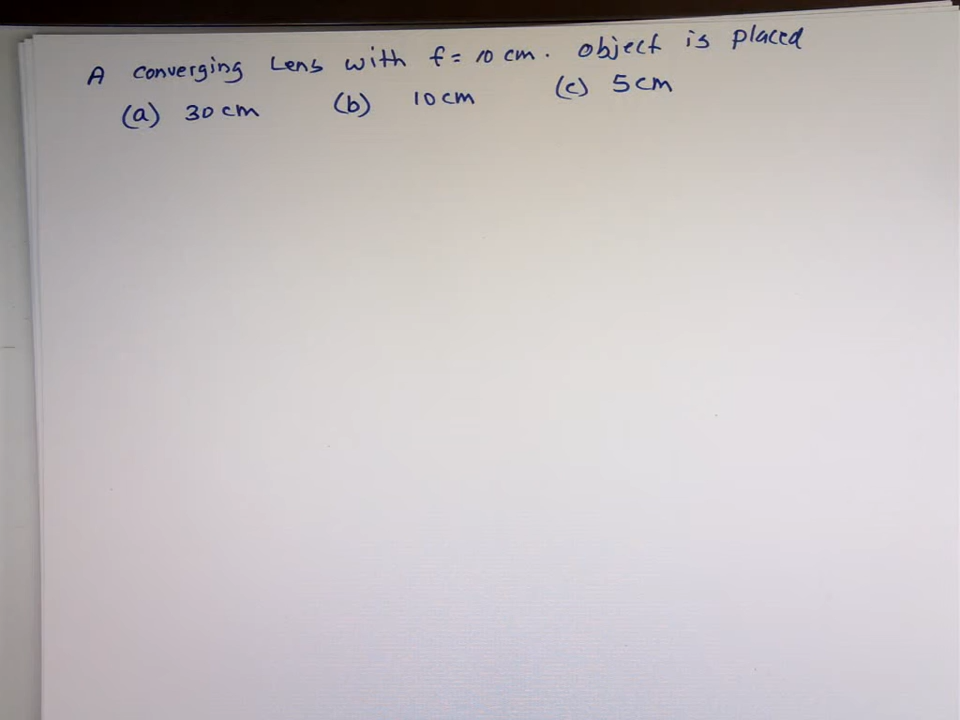 A converging Lens with f = 10 cm. object is placed
(a) 30 cm (b) 10 cm (c) 5 cm